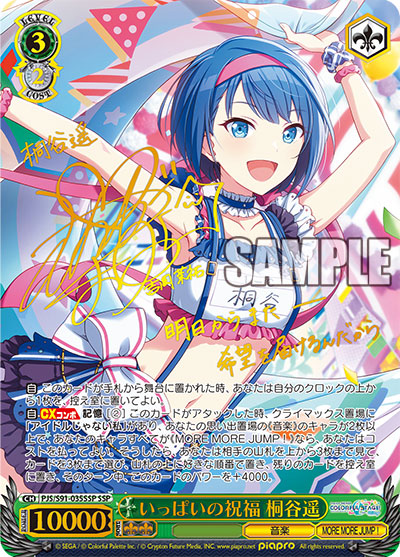 LEVEL
3
2
COST
桐谷遥
SAMPLE
桐谷
明日からまた
希望を届けるんだから
自 このカードが手札から舞台に置かれた時、あなたは自分のクロックの上か
ら1枚を、控え室に置いてよい。
自 CXコンボ 記憶 [②] このカードがアタックした時、クライマックス置場に
「アイドルじゃない私」があり、あなたの思い出置場の《音楽》のキャラが2枚以
上で、あなたのキャラすべてが《MORE MORE JUMP！》なら、あなたはコ
ストを払ってよい。そうしたら、あなたは相手の山札を上から3枚まで見てカ
ードを3枚まで選び、山札の上に好きな順番で置き、残りのカードを控え室
に置き、そのターン中、このカードのパワーを+4000。
CH PJS/S91-035SSP SSP
いっぱいの祝福 桐谷遥
COLORFUL STAGE!
POWER
10000
SOUL
音楽
MORE MORE JUMP！
© SEGA / © Colorful Palette Inc. / © Crypton Future Media, INC. www.piapro.net piapro All rights reserved.